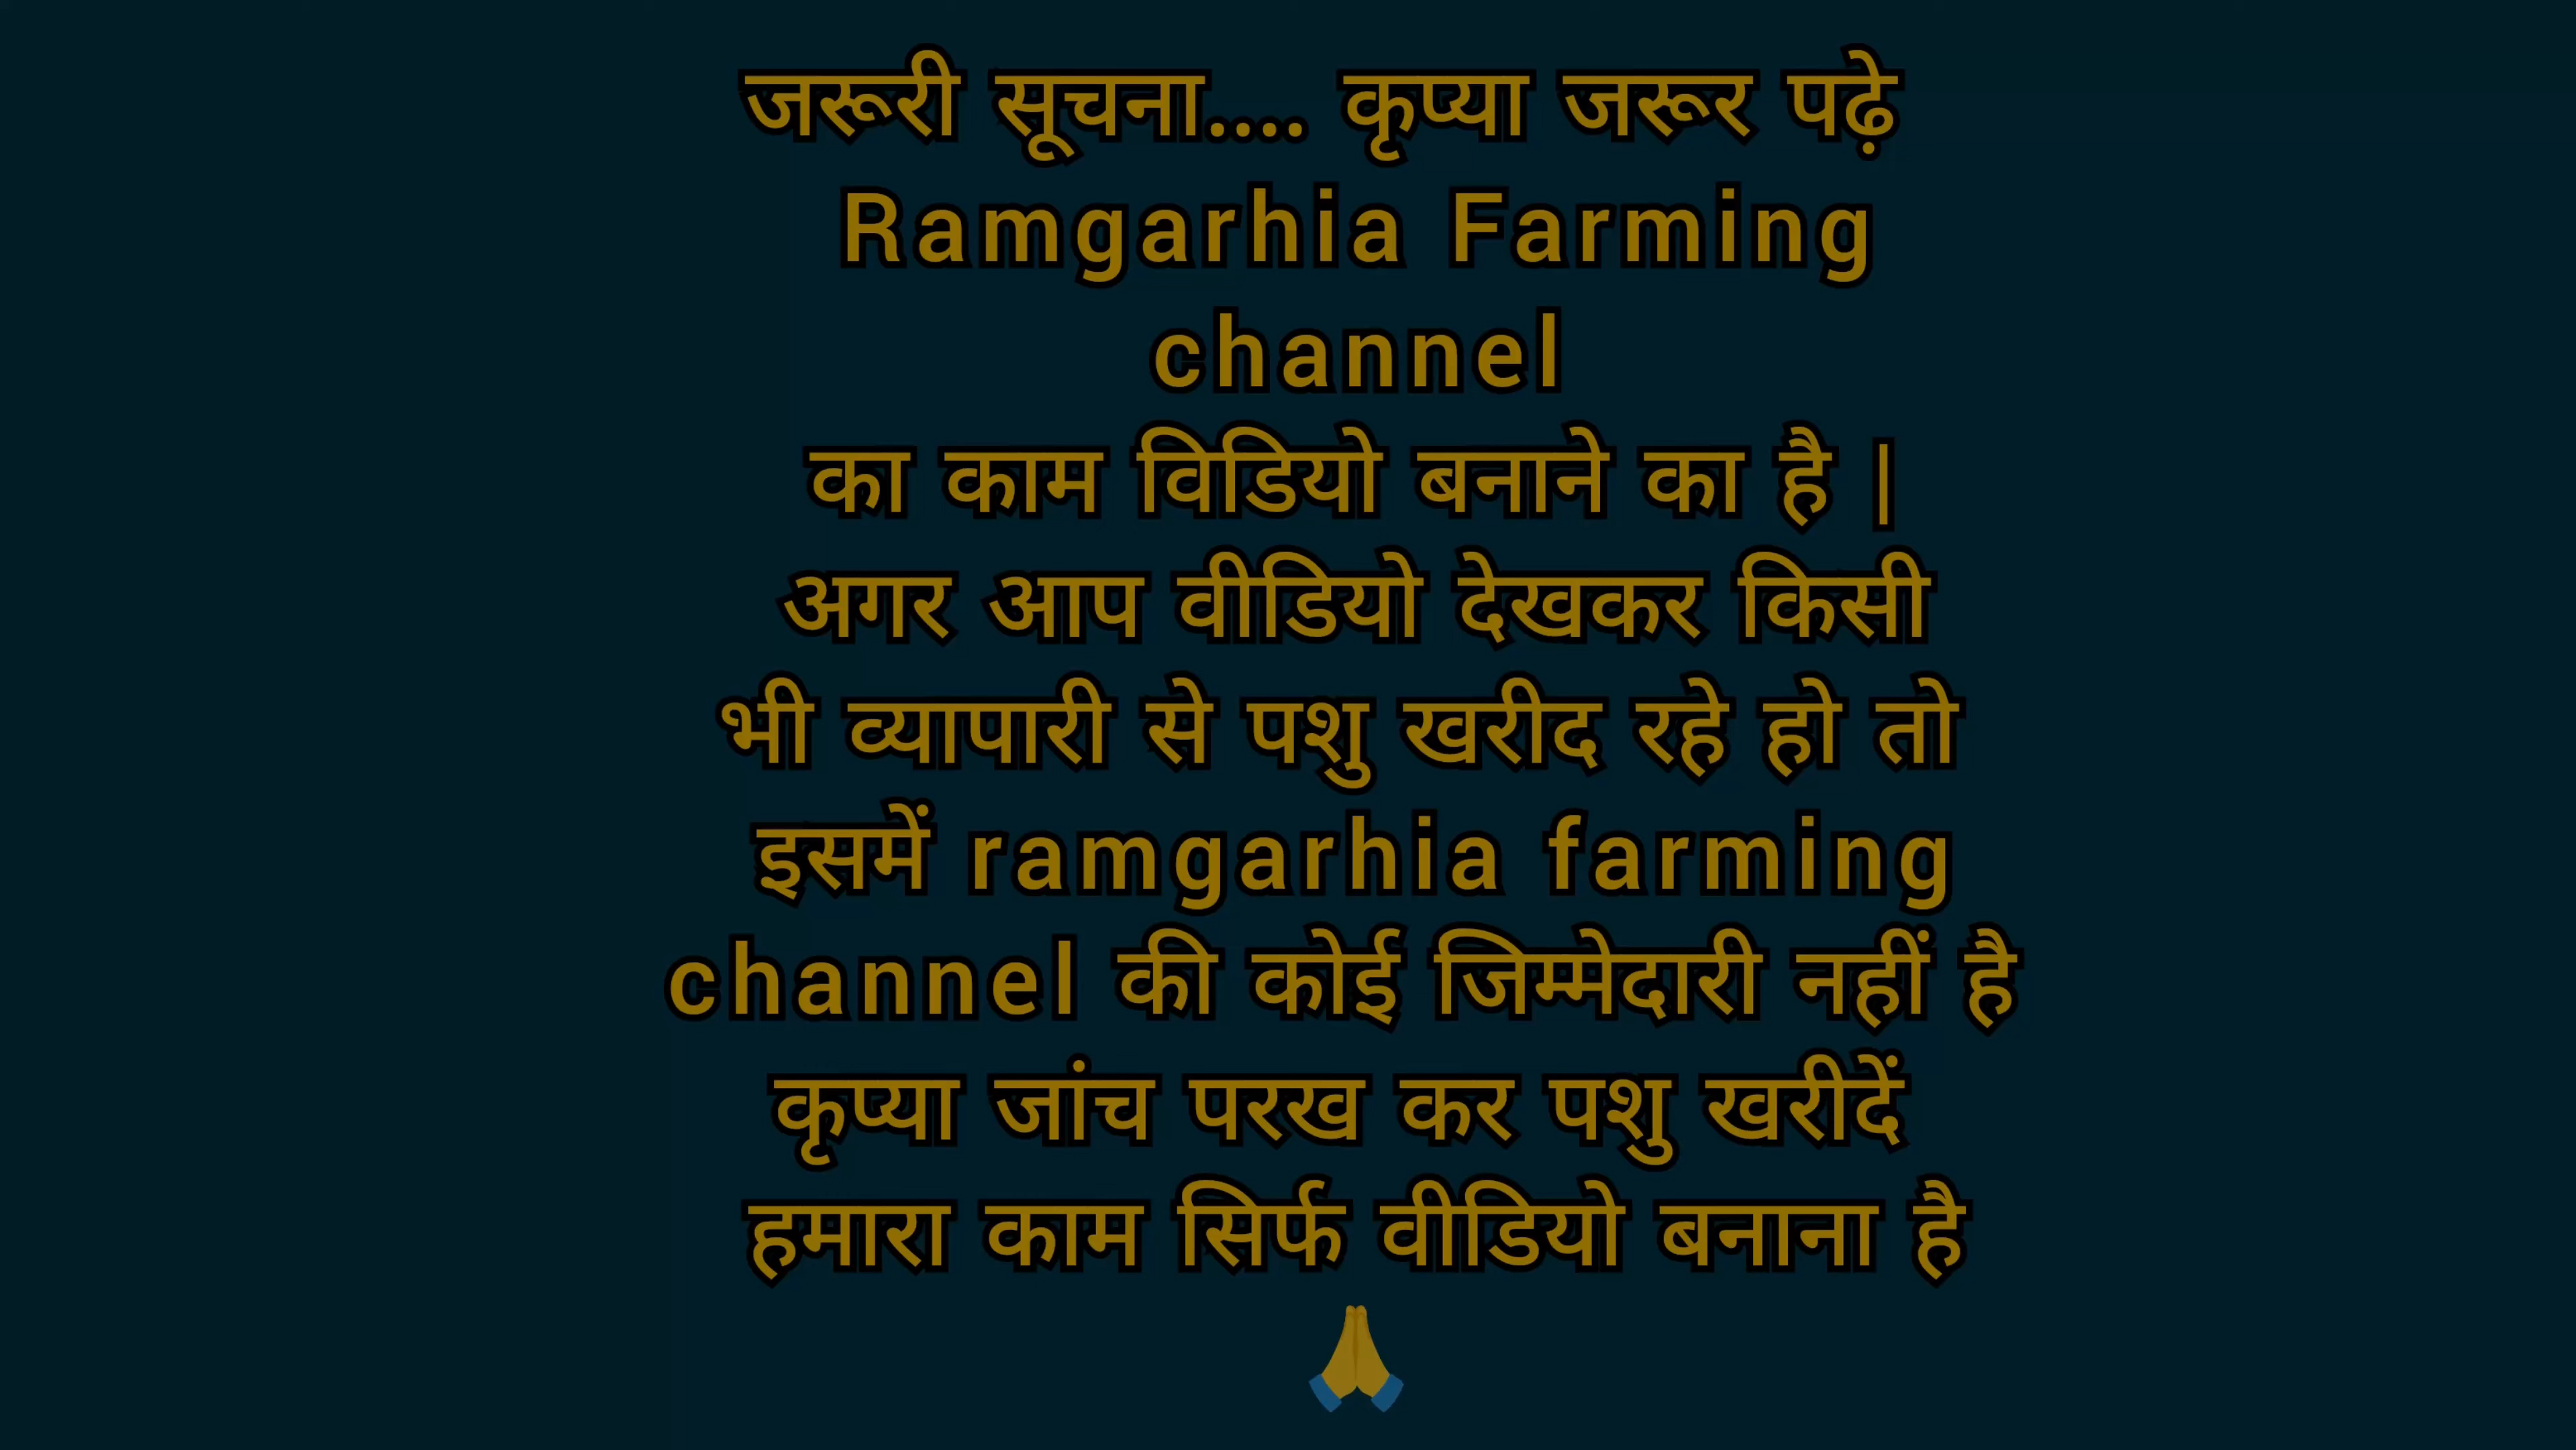 जरूरी सूचना.... कृप्या जरूर पढ़े
Ramgarhia Farming
channel
का काम विडियो बनाने का है |
अगर आप वीडियो देखकर किसी
भी व्यापारी से पशु खरीद रहे हो तो
इसमें ramgarhia farming
channel की कोई जिम्मेदारी नहीं है
कृप्या जांच परख कर पशु खरीदें
हमारा काम सिर्फ वीडियो बनाना है
🙏